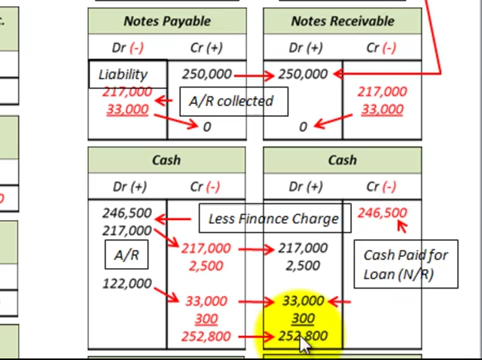 c.
Notes Payable
Dr (-) Cr (+)
Liability 250,000
217,000
33,000
0
A/R collected
Notes Receivable
Dr (+) Cr (-)
250,000
217,000
33,000
0
0
Cash
Dr (+) Cr (-)
246,500
217,000
A/R 217,000
2,500
122,000
33,000
300
252,800
Less Finance Charge
Cash
Dr (+) Cr (-)
246,500
217,000
2,500
33,000
300
252,800
Cash Paid for
Loan (N/R)